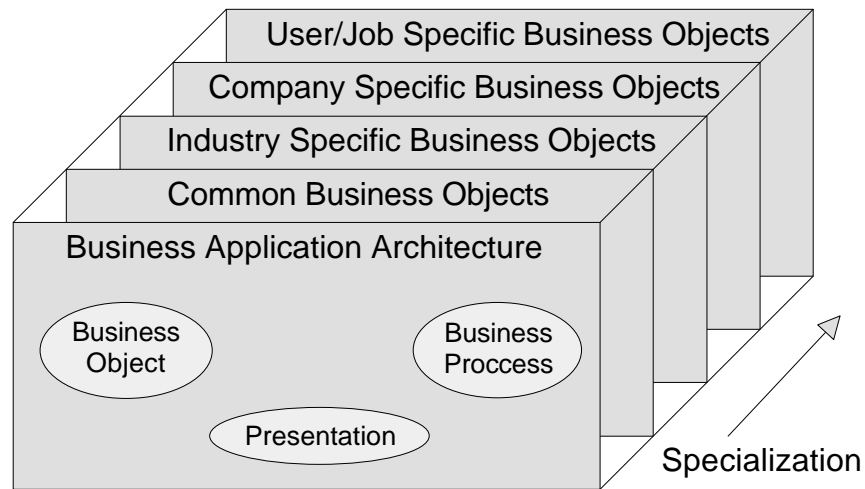 User/Job Specific Business Objects
Company Specific Business Objects
Industry Specific Business Objects
Common Business Objects
Business Application Architecture
Business
Object
Business
Proccess
Presentation
Specialization